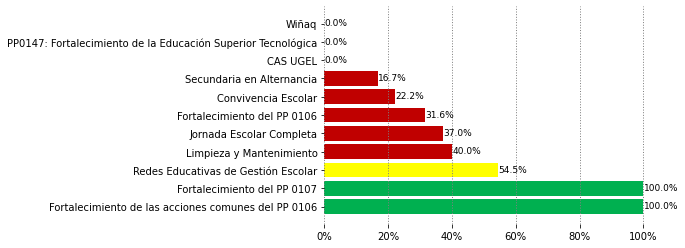 Wiñaq 0.0%
PP0147: Fortalecimiento de la Educación Superior Tecnológica 0.0%
CAS UGEL 0.0%
Secundaria en Alternancia 16.7%
Convivencia Escolar 22.2%
Fortalecimiento del PP 0106 31.6%
Jornada Escolar Completa 37.0%
Limpieza y Mantenimiento 40.0%
Redes Educativas de Gestión Escolar 54.5%
Fortalecimiento del PP 0107 100.0%
Fortalecimiento de las acciones comunes del PP 0106 100.0%
0% 20% 40% 60% 80% 100%